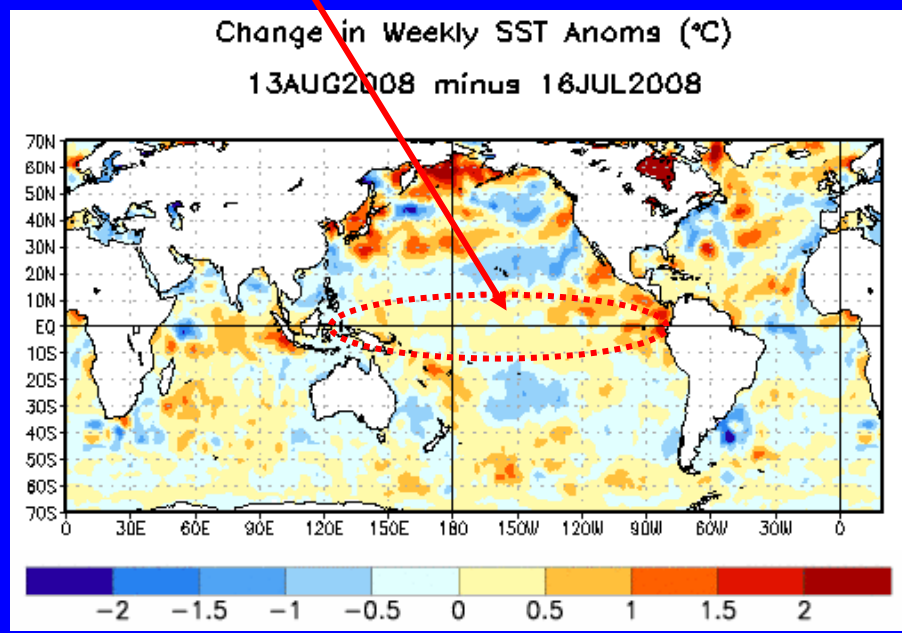 Change in Weekly SST Anoms (°C)
13AUG2008 minus 16JUL2008
70N
60N
50N
40N
30N
20N
10N
EQ
10S
20S
30S
40S
50S
60S
70S
0 30E 60E 90E 120E 150E 180 150W 120W 90W 60W 30W 0
-2 -1.5 -1 -0.5 0 0.5 1 1.5 2